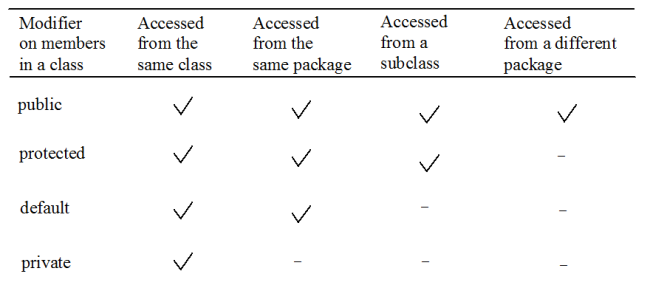 Modifier
on members
in a class
Accessed
from the
same class
Accessed
from the
same package
Accessed
from a
subclass
Accessed
from a different
package
public ✓ ✓ ✓ ✓
protected ✓ ✓ ✓ –
default ✓ ✓ – –
private ✓ – – –